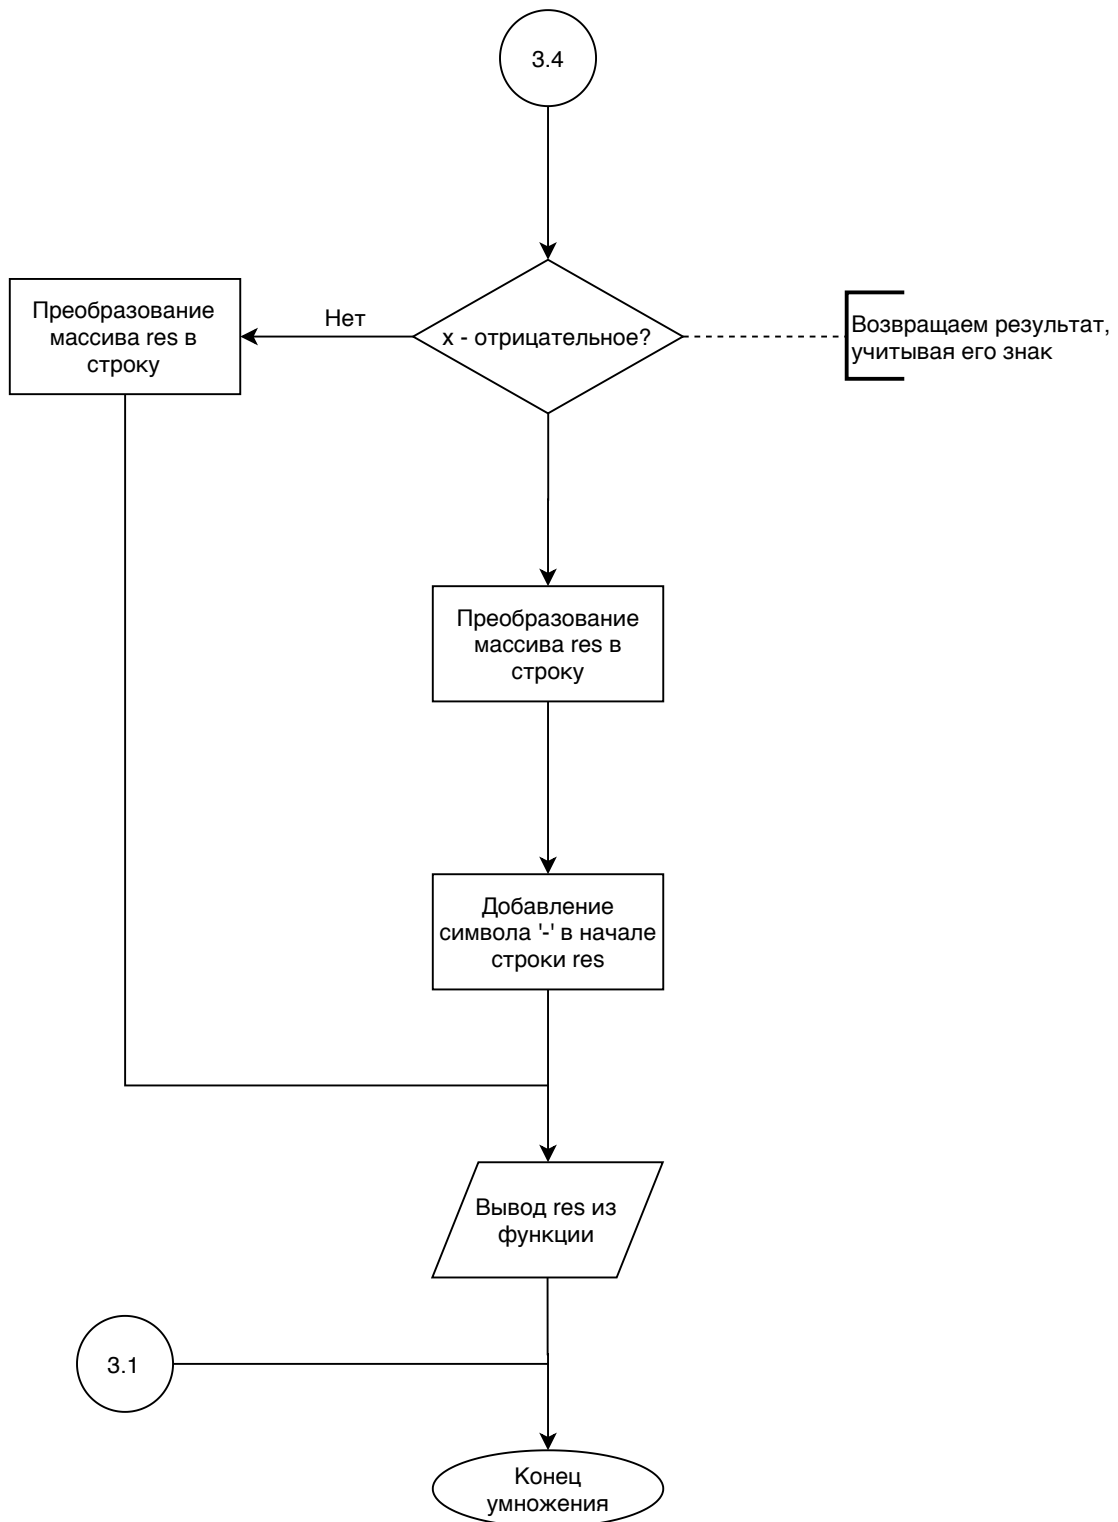 3.4
Преобразование
массива res в
строку
Нет
x - отрицательное?
Возвращаем результат,
учитывая его знак
Преобразование
массива res в
строку
Добавление
символа '-' в начале
строки res
Вывод res из
функции
3.1
Конец
умножения